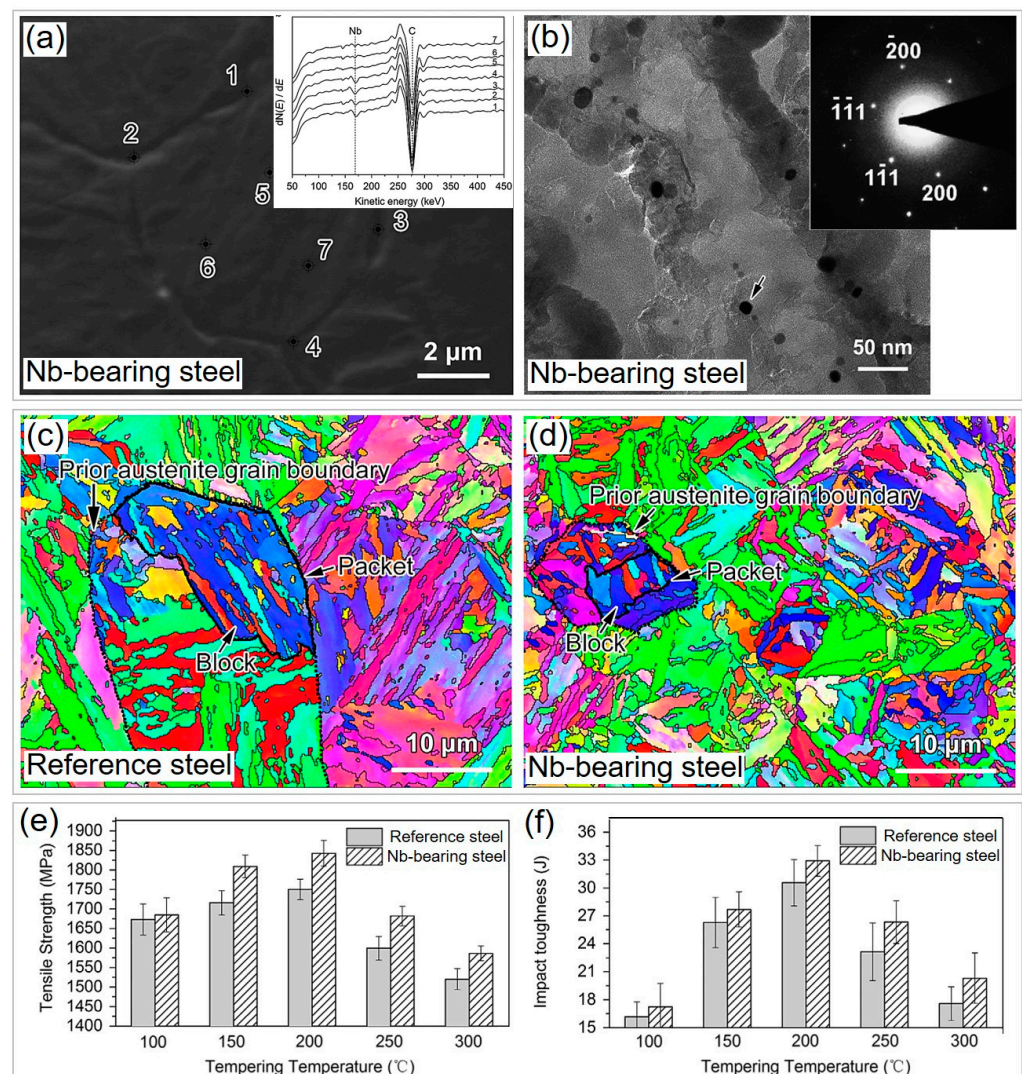 (a)
1
2
5
3
6
7
4
2 μm
Nb-bearing steel
Nb
C
7
6
5
4
3
2
1
dN(E) / dE
50 100 150 200 250 300 350 400 450
Kinetic energy (keV)
(b)
2̄00
1̄1̄1
11̄1
200
50 nm
Nb-bearing steel
(c)
Prior austenite grain boundary
Packet
Block
10 μm
Reference steel
(d)
Prior austenite grain boundary
Packet
Block
10 μm
Nb-bearing steel
(e)
Reference steel
Nb-bearing steel
Tensile Strength (MPa)
1900
1850
1800
1750
1700
1650
1600
1550
1500
1450
1400
100 150 200 250 300
Tempering Temperature (℃)
(f)
Reference steel
Nb-bearing steel
Impact toughness (J)
36
33
30
27
24
21
18
15
100 150 200 250 300
Tempering Temperature (℃)